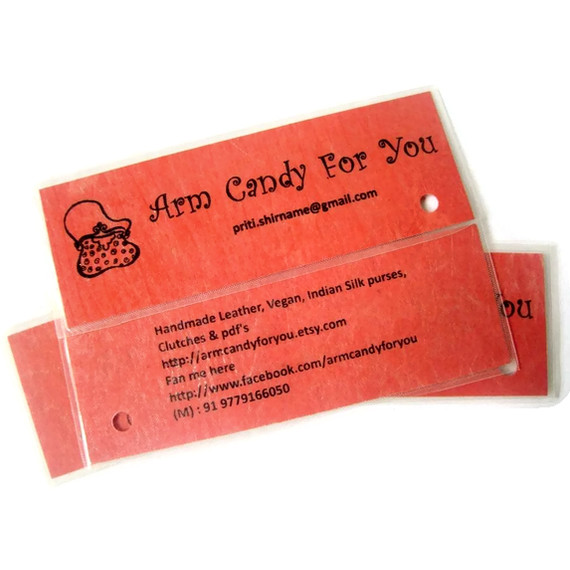 Arm Candy For You
priti.shirname@gmail.com
Handmade Leather, Vegan, Indian Silk purses,
Clutches & pdf's
http://armcandyforyou.etsy.com
Fan me here
http://www.facebook.com/armcandyforyou
(M) : 91 9779166050
You